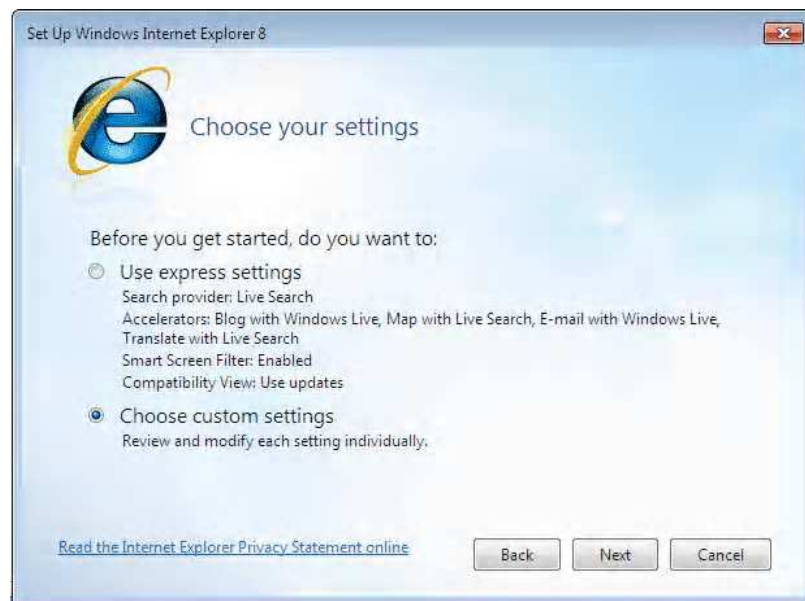 Set Up Windows Internet Explorer 8
Choose your settings
Before you get started, do you want to:
Use express settings
Search provider: Live Search
Accelerators: Blog with Windows Live, Map with Live Search, E-mail with Windows Live,
Translate with Live Search
Smart Screen Filter: Enabled
Compatibility View: Use updates
Choose custom settings
Review and modify each setting individually.
Read the Internet Explorer Privacy Statement online
Back
Next
Cancel